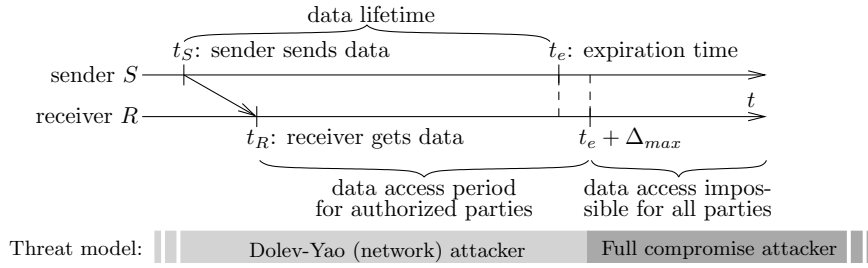 data lifetime
t_S: sender sends data
t_e: expiration time
sender S
t
receiver R
t_R: receiver gets data
t_e + Δ_max
data access period
for authorized parties
data access impos-
sible for all parties
Threat model:
Dolev-Yao (network) attacker
Full compromise attacker